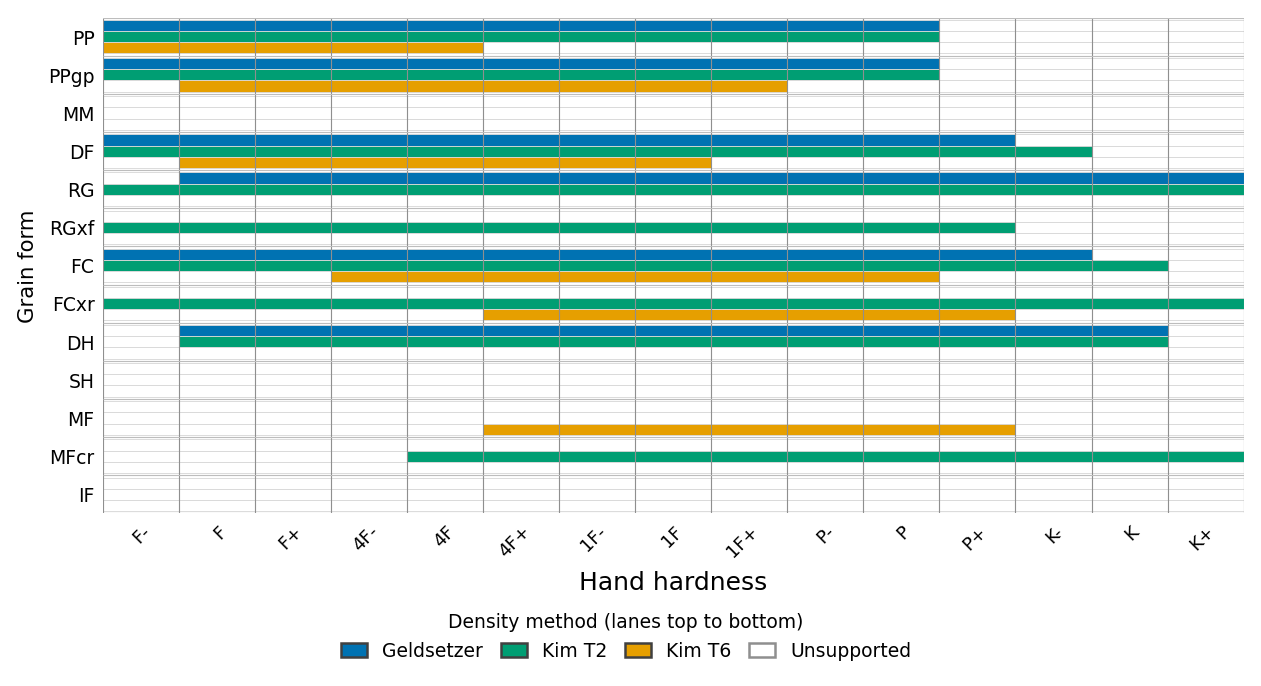 Grain form
PP
PPgp
MM
DF
RG
RGxf
FC
FCxr
DH
SH
MF
MFcr
IF
F- F F+ 4F- 4F 4F+ 1F- 1F 1F+ P- P P+ K- K K+
Hand hardness
Density method (lanes top to bottom)
Geldsetzer Kim T2 Kim T6 Unsupported